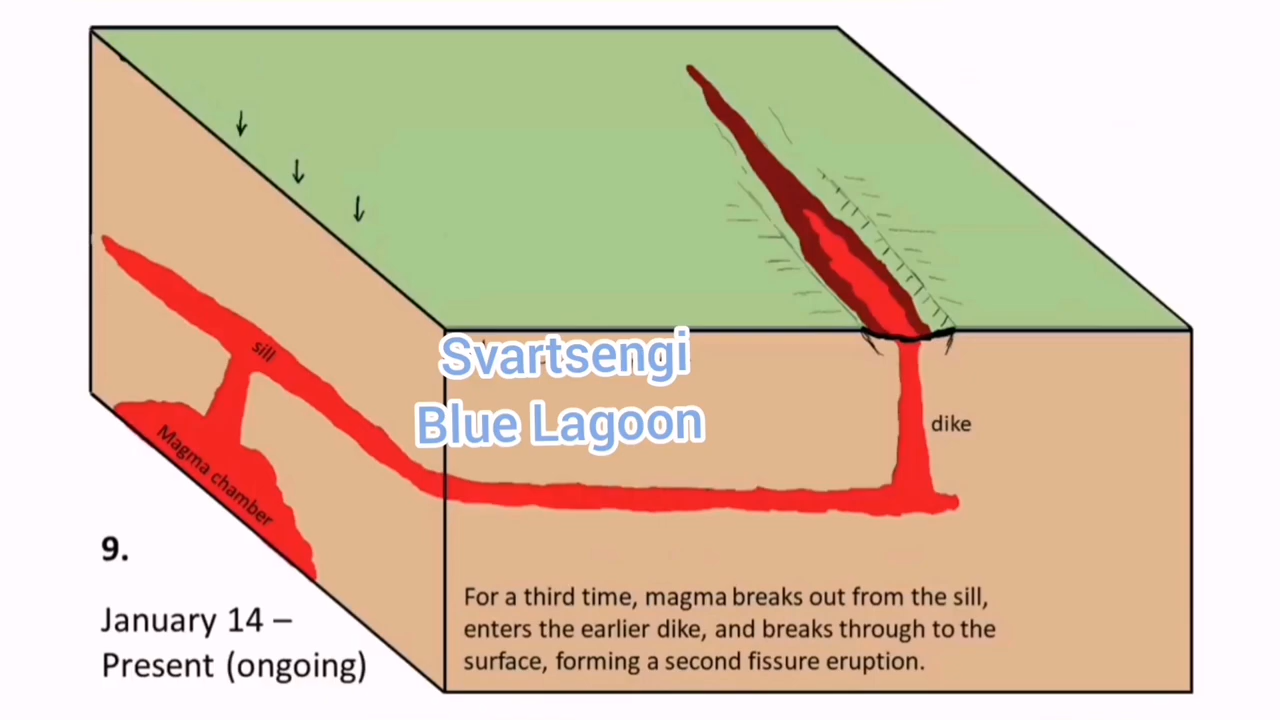 sill
Svartsengi
Blue Lagoon
dike
Magma chamber
9.
January 14 –
Present (ongoing)
For a third time, magma breaks out from the sill,
enters the earlier dike, and breaks through to the
surface, forming a second fissure eruption.